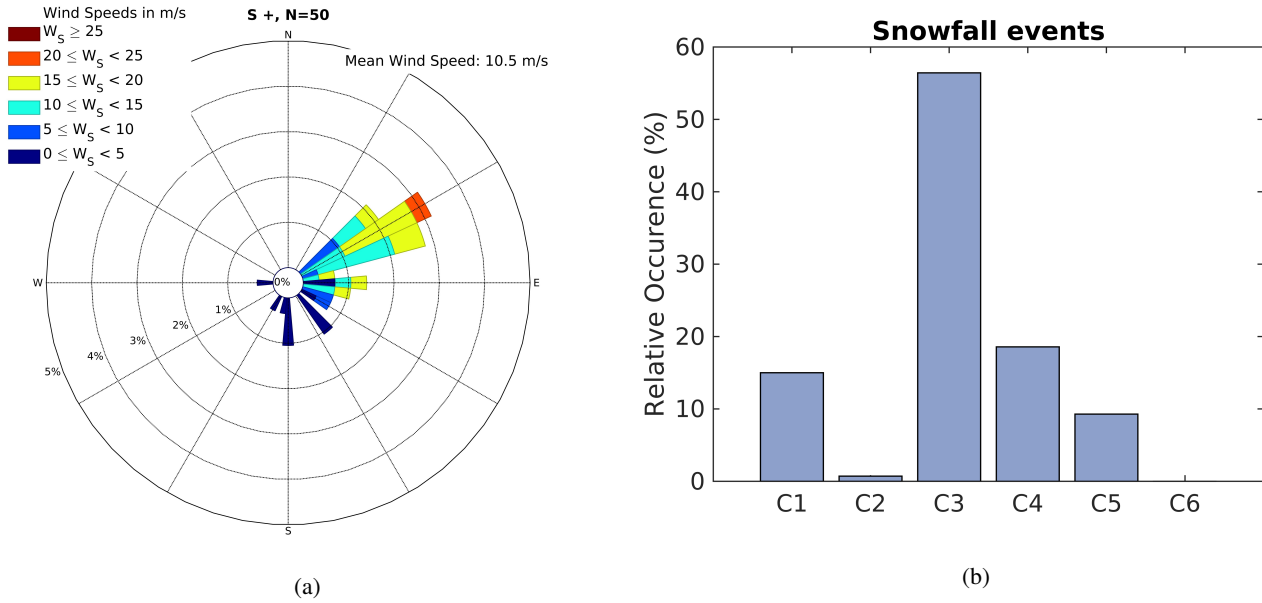 Wind Speeds in m/s
W_S ≥ 25
20 ≤ W_S < 25
15 ≤ W_S < 20
10 ≤ W_S < 15
5 ≤ W_S < 10
0 ≤ W_S < 5
S +, N=50
N
Mean Wind Speed: 10.5 m/s
W
0%
E
1%
2%
3%
4%
5%
S
(a)
Snowfall events
Relative Occurence (%)
60
50
40
30
20
10
0
C1 C2 C3 C4 C5 C6
(b)